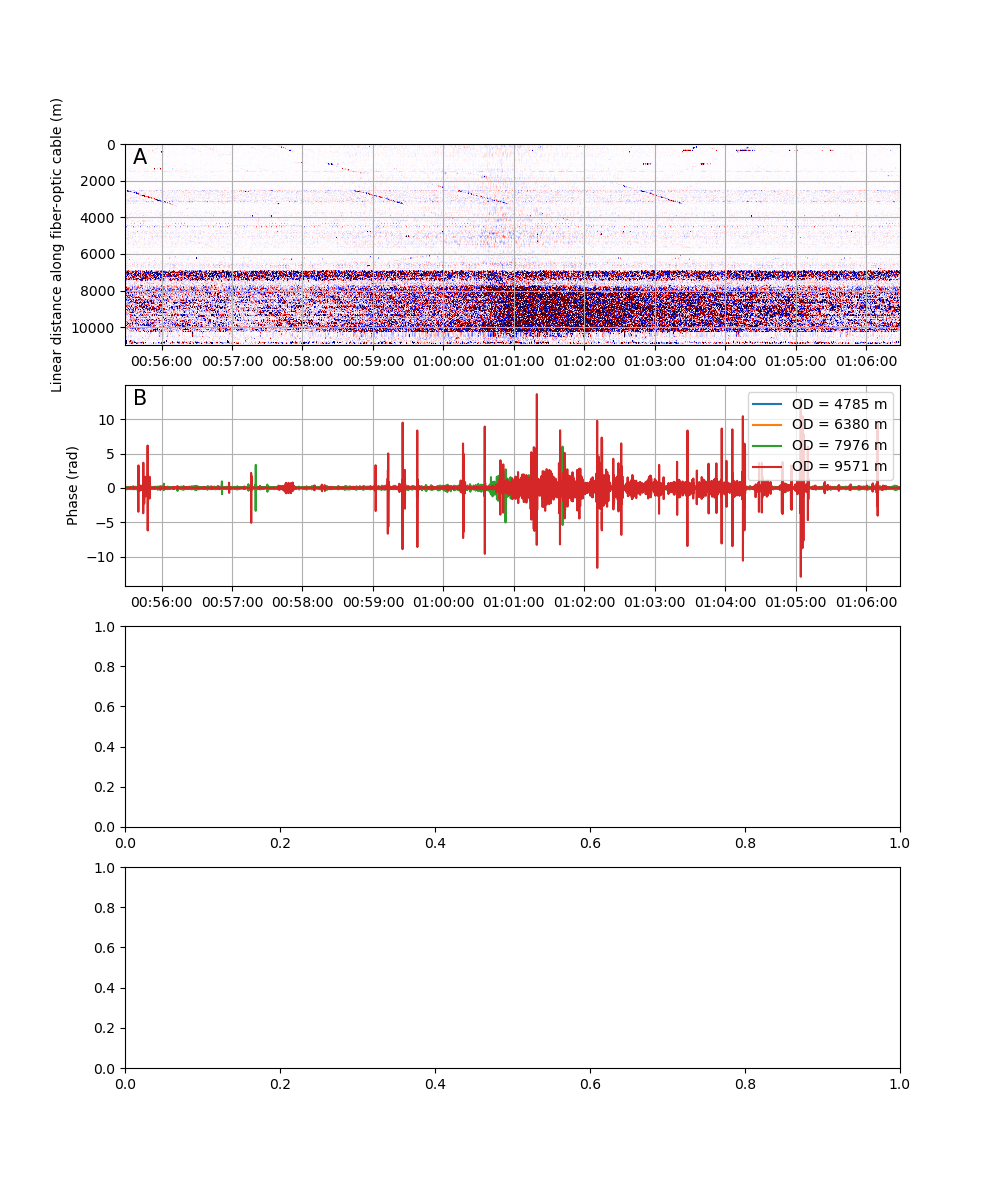 Linear distance along fiber-optic cable (m)
A
0
2000
4000
6000
8000
10000
00:56:00 00:57:00 00:58:00 00:59:00 01:00:00 01:01:00 01:02:00 01:03:00 01:04:00 01:05:00 01:06:00
Phase (rad)
B
10
5
0
−5
−10
OD = 4785 m
OD = 6380 m
OD = 7976 m
OD = 9571 m
00:56:00 00:57:00 00:58:00 00:59:00 01:00:00 01:01:00 01:02:00 01:03:00 01:04:00 01:05:00 01:06:00
1.0
0.8
0.6
0.4
0.2
0.0
0.0 0.2 0.4 0.6 0.8 1.0
1.0
0.8
0.6
0.4
0.2
0.0
0.0 0.2 0.4 0.6 0.8 1.0